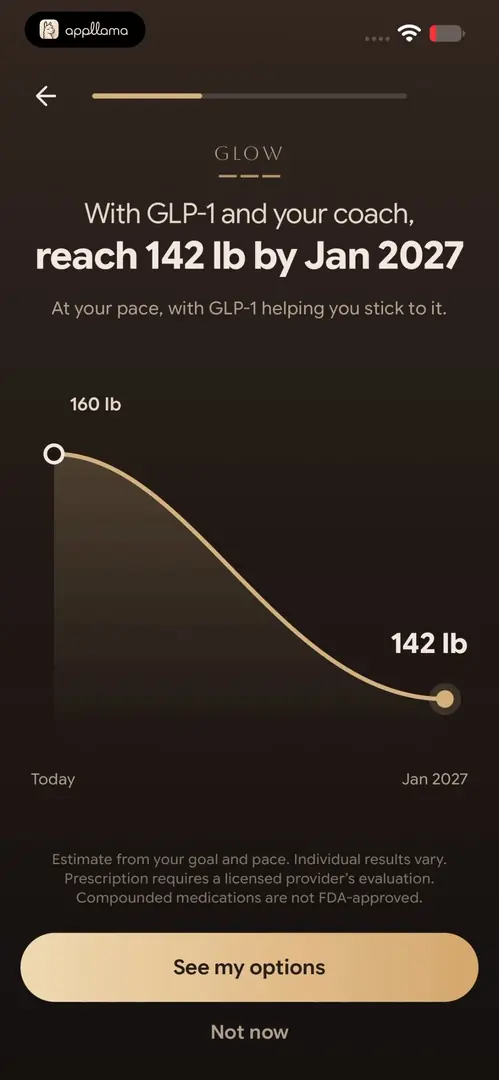 appllama
GLOW
With GLP-1 and your coach,
reach 142 lb by Jan 2027
At your pace, with GLP-1 helping you stick to it.
160 lb
142 lb
Today
Jan 2027
Estimate from your goal and pace. Individual results vary.
Prescription requires a licensed provider's evaluation.
Compounded medications are not FDA-approved.
See my options
Not now